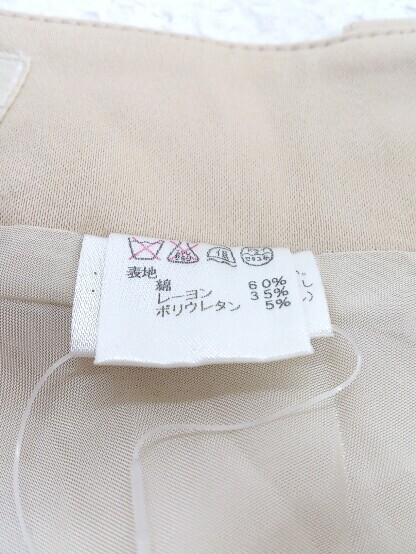 表地
綿 60%
レーヨン 35%
ポリウレタン 5%